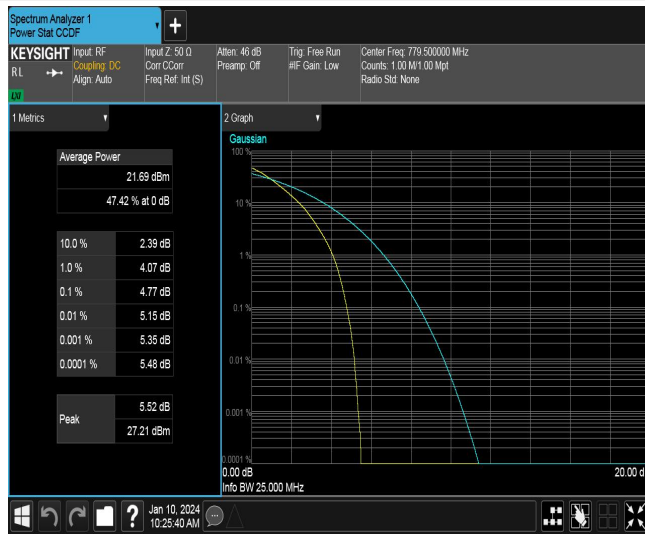 Spectrum Analyzer 1
Power Stat CCDF
KEYSIGHT
RL
Input: RF
Coupling: DC
Align: Auto
Input Z: 50 Ω
Corr CCorr
Freq Ref: Int (S)
Atten: 46 dB
Preamp: Off
Trig: Free Run
#IF Gain: Low
Center Freq: 779.500000 MHz
Counts: 1.00 M/1.00 Mpt
Radio Std: None
1 Metrics
Average Power
21.69 dBm
47.42 % at 0 dB
10.0 % 2.39 dB
1.0 % 4.07 dB
0.1 % 4.77 dB
0.01 % 5.15 dB
0.001 % 5.35 dB
0.0001 % 5.48 dB
Peak
5.52 dB
27.21 dBm
2 Graph
Gaussian
100 %
10 %
1 %
0.1 %
0.01 %
0.001 %
0.0001 %
0.00 dB
20.00 d
Info BW 25.000 MHz
?
Jan 10, 2024
10:25:40 AM